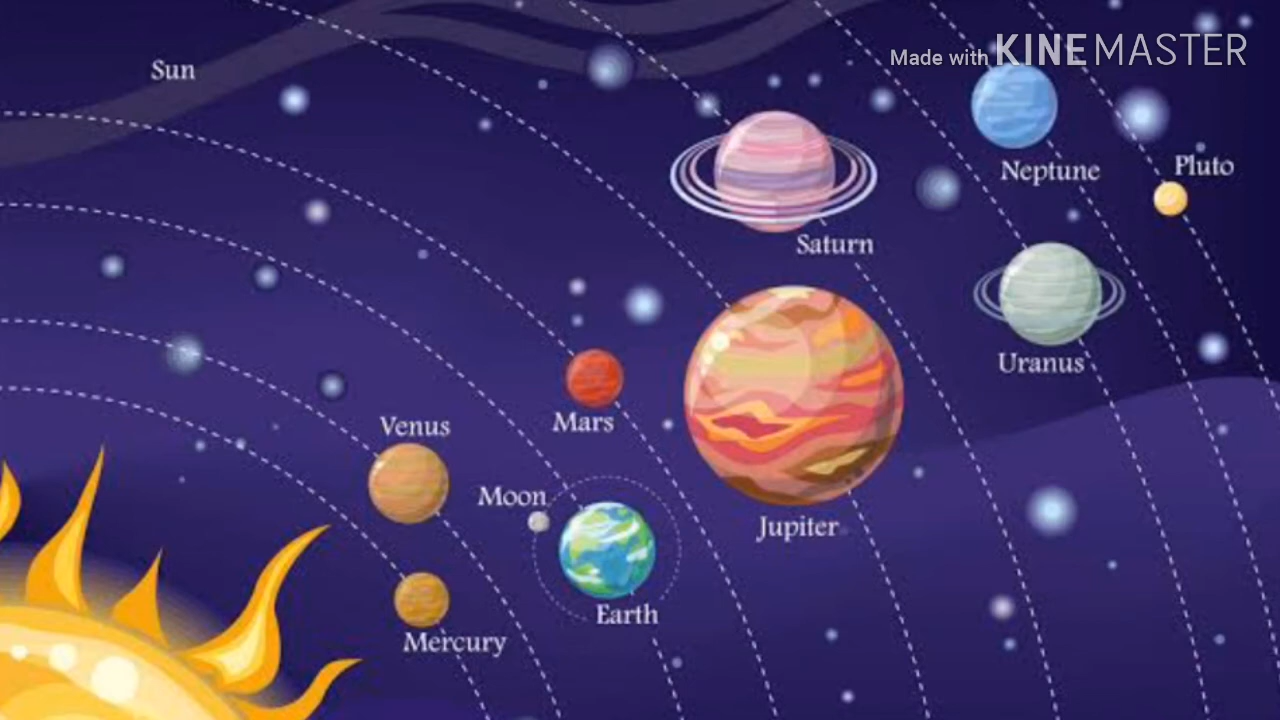 Made with KINEMASTER
Sun
Neptune
Pluto
Saturn
Uranus
Mars
Venus
Moon
Jupiter
Earth
Mercury